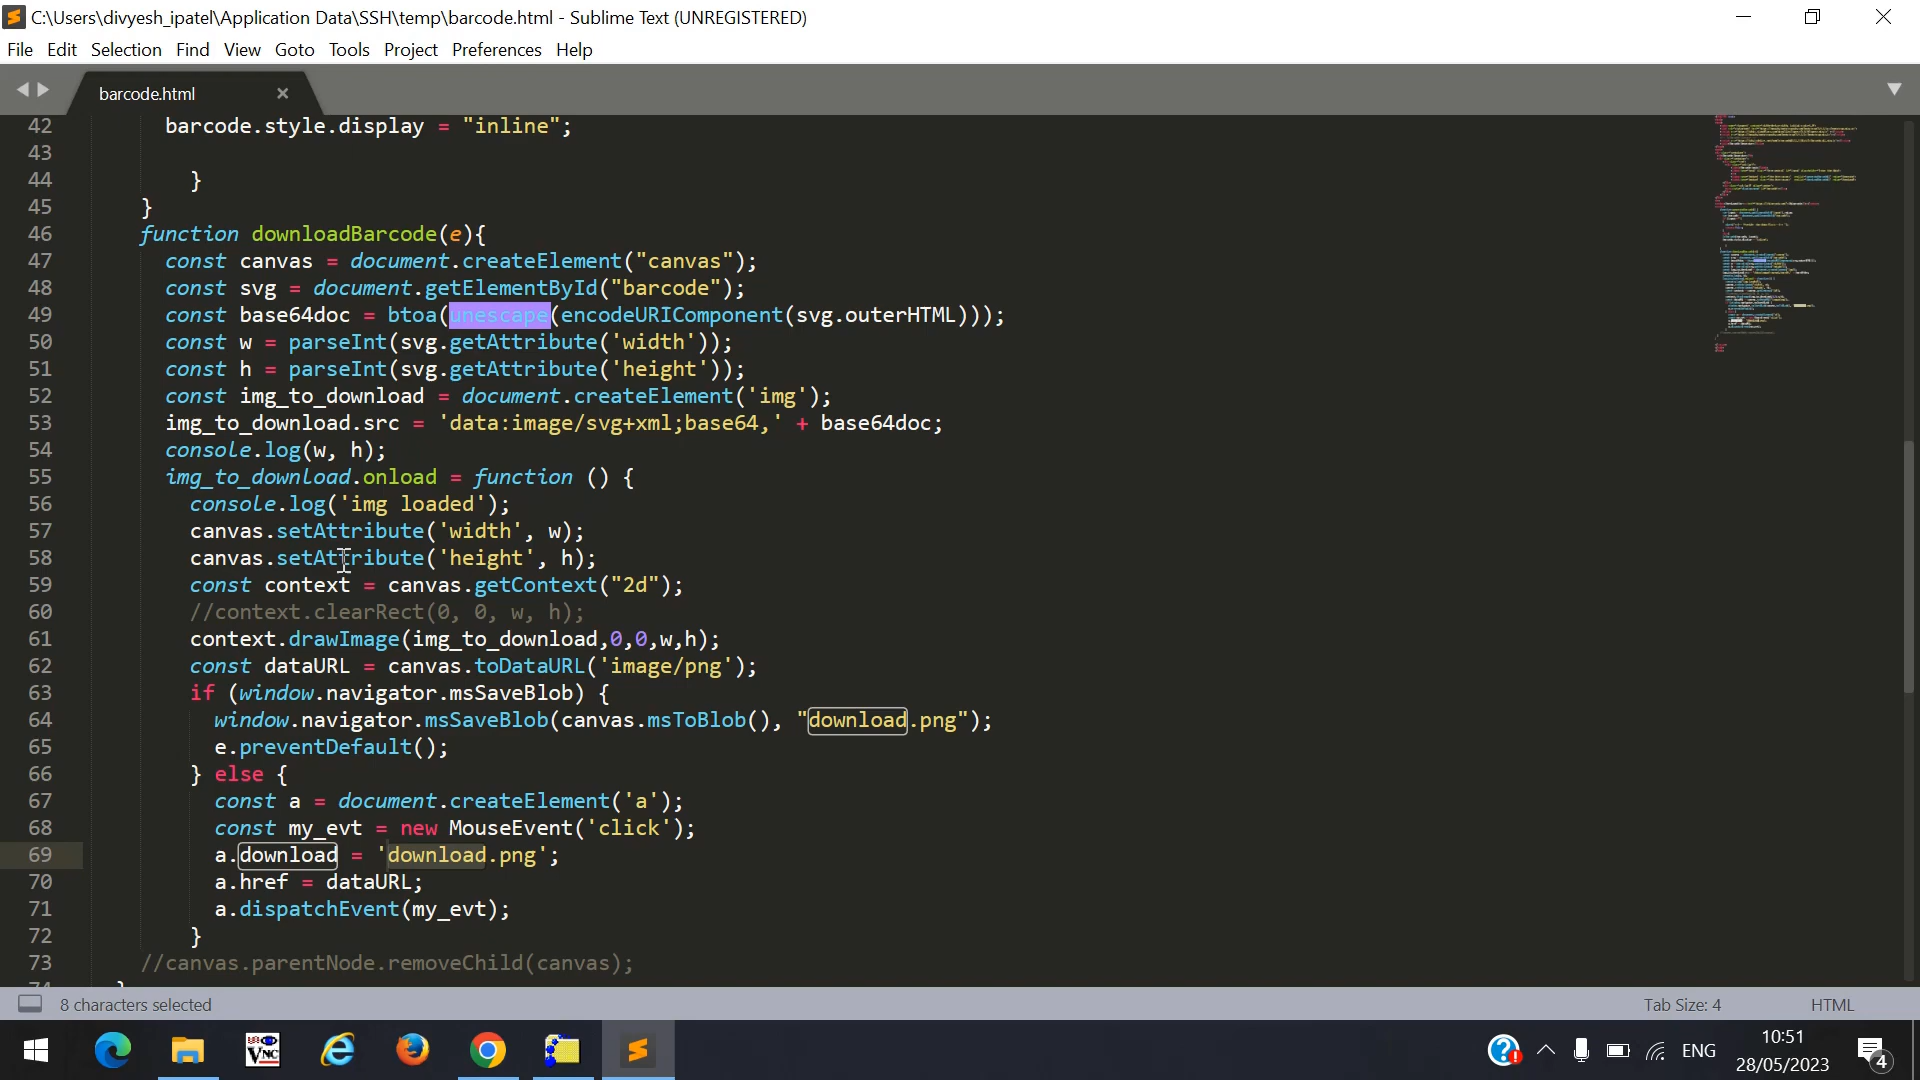 C:\Users\divyesh_ipatel\Application Data\SSH\temp\barcode.html - Sublime Text (UNREGISTERED)
File Edit Selection Find View Goto Tools Project Preferences Help
barcode.html
42 barcode.style.display = "inline";
43
44 }
45 }
46 function downloadBarcode(e){
47 const canvas = document.createElement("canvas");
48 const svg = document.getElementById("barcode");
49 const base64doc = btoa(unescape(encodeURIComponent(svg.outerHTML)));
50 const w = parseInt(svg.getAttribute('width'));
51 const h = parseInt(svg.getAttribute('height'));
52 const img_to_download = document.createElement('img');
53 img_to_download.src = 'data:image/svg+xml;base64,' + base64doc;
54 console.log(w, h);
55 img_to_download.onload = function () {
56 console.log('img loaded');
57 canvas.setAttribute('width', w);
58 canvas.setAttribute('height', h);
59 const context = canvas.getContext("2d");
60 //context.clearRect(0, 0, w, h);
61 context.drawImage(img_to_download,0,0,w,h);
62 const dataURL = canvas.toDataURL('image/png');
63 if (window.navigator.msSaveBlob) {
64 window.navigator.msSaveBlob(canvas.msToBlob(), "download.png");
65 e.preventDefault();
66 } else {
67 const a = document.createElement('a');
68 const my_evt = new MouseEvent('click');
69 a.download = 'download.png';
70 a.href = dataURL;
71 a.dispatchEvent(my_evt);
72 }
73 //canvas.parentNode.removeChild(canvas);
8 characters selected Tab Size: 4 HTML
ENG 10:51
28/05/2023 4